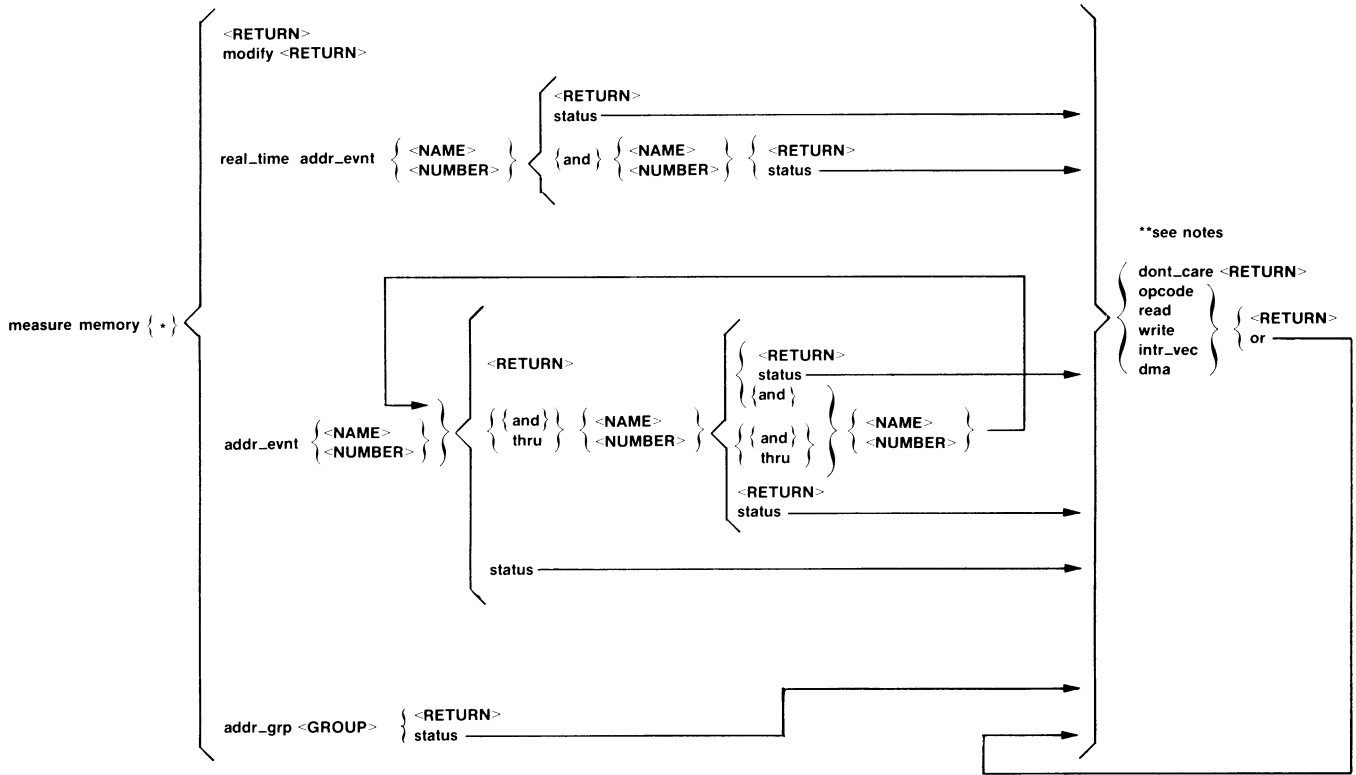 <RETURN>
modify <RETURN>
<RETURN>
status
real_time addr_evnt { <NAME> <NUMBER> } {and} { <NAME> <NUMBER> } { <RETURN> status
**see notes
dont_care <RETURN>
opcode
read
write
intr_vec
dma
<RETURN>
or
measure memory { * }
<RETURN>
<RETURN>
status
{and}
addr_evnt { <NAME> <NUMBER> } { {and} thru } { <NAME> <NUMBER> } { {and} thru } { <NAME> <NUMBER> }
<RETURN>
status
status
addr_grp <GROUP> { <RETURN>
status